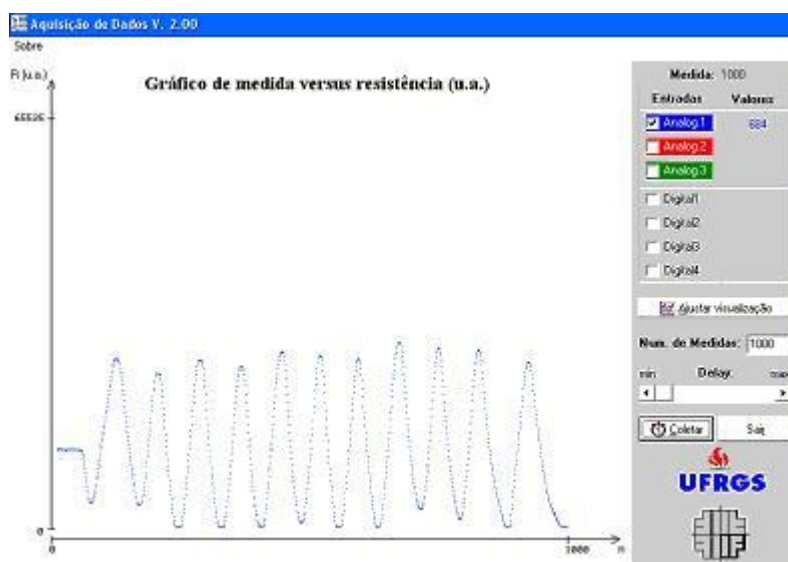 Aquisição de Dados V. 2.00
Sobre
R (u.a.)
Gráfico de medida versus resistência (u.a.)
65535
0
0
1000
n
Medida: 1000
Entradas Valores
Analog.1 684
Analog.2
Analog.3
Digital1
Digital2
Digital3
Digital4
Ajustar visualização
Num. de Medidas: 1000
min Delay: max
Coletar Sair
UFRGS